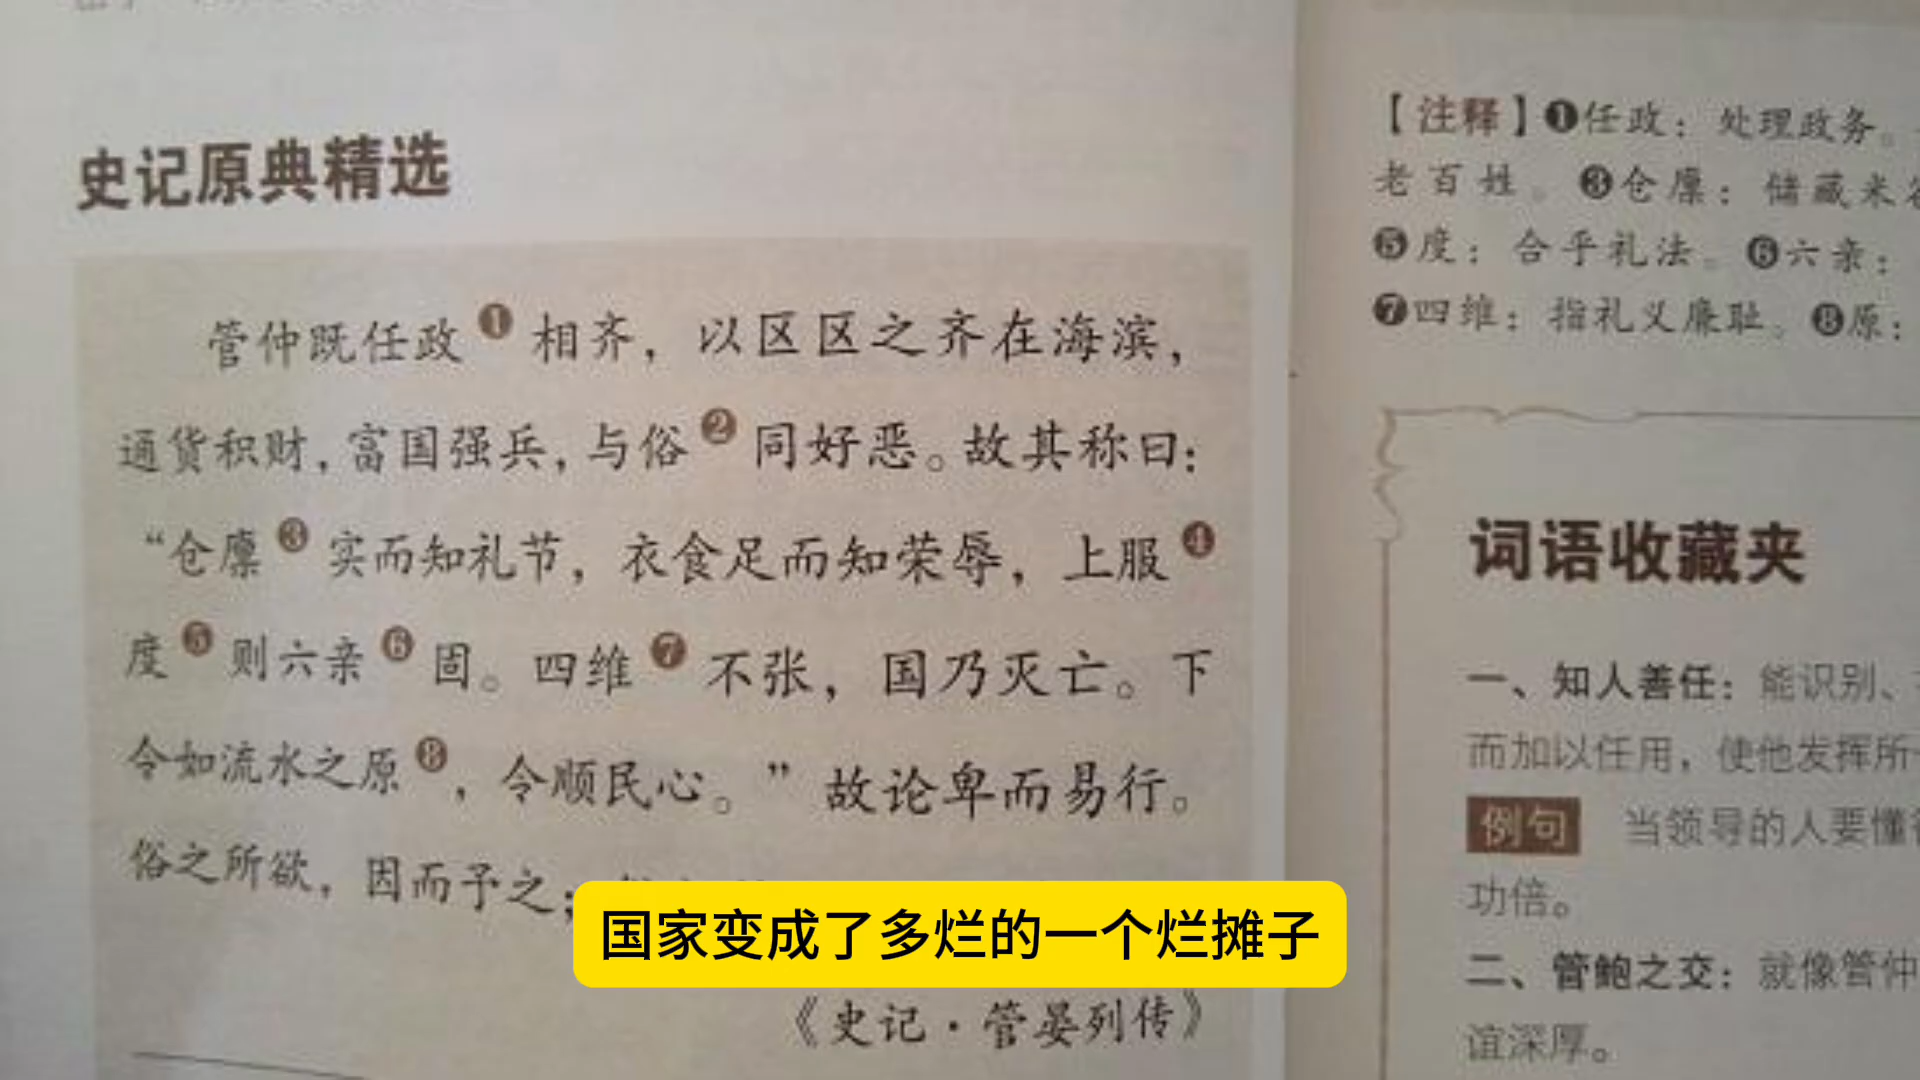 史记原典精选
管仲既任政❶相齐，以区区之齐在海滨，
通货积财，富国强兵，与俗❷同好恶。故其称曰：
“仓廪❸实而知礼节，衣食足而知荣辱，上服❹
度❺则六亲❻固。四维❼不张，国乃灭亡。下
令如流水之原❽，令顺民心。”故论卑而易行。
俗之所欲，因而予之；
《史记·管晏列传》
【注释】❶任政：处理政务。
老百姓。❸仓廪：储藏米
❺度：合乎礼法。❻六亲：
❼四维：指礼义廉耻。❽原：
词语收藏夹
一、知人善任：能识别、
而加以任用，使他发挥所
例句 当领导的人要懂
功倍。
二、管鲍之交：就像管仲
谊深厚。
国家变成了多烂的一个烂摊子